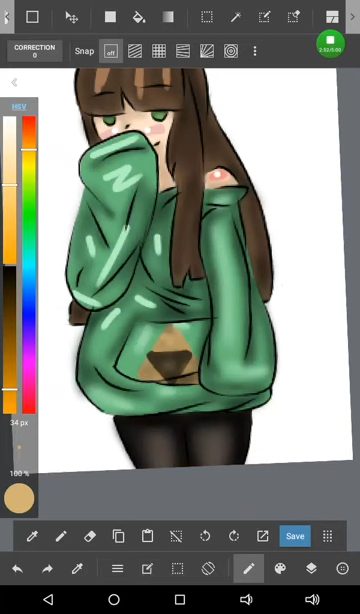 CORRECTION
0
Snap
off
2:52/5:00
HSV
34 px
100 %
Save